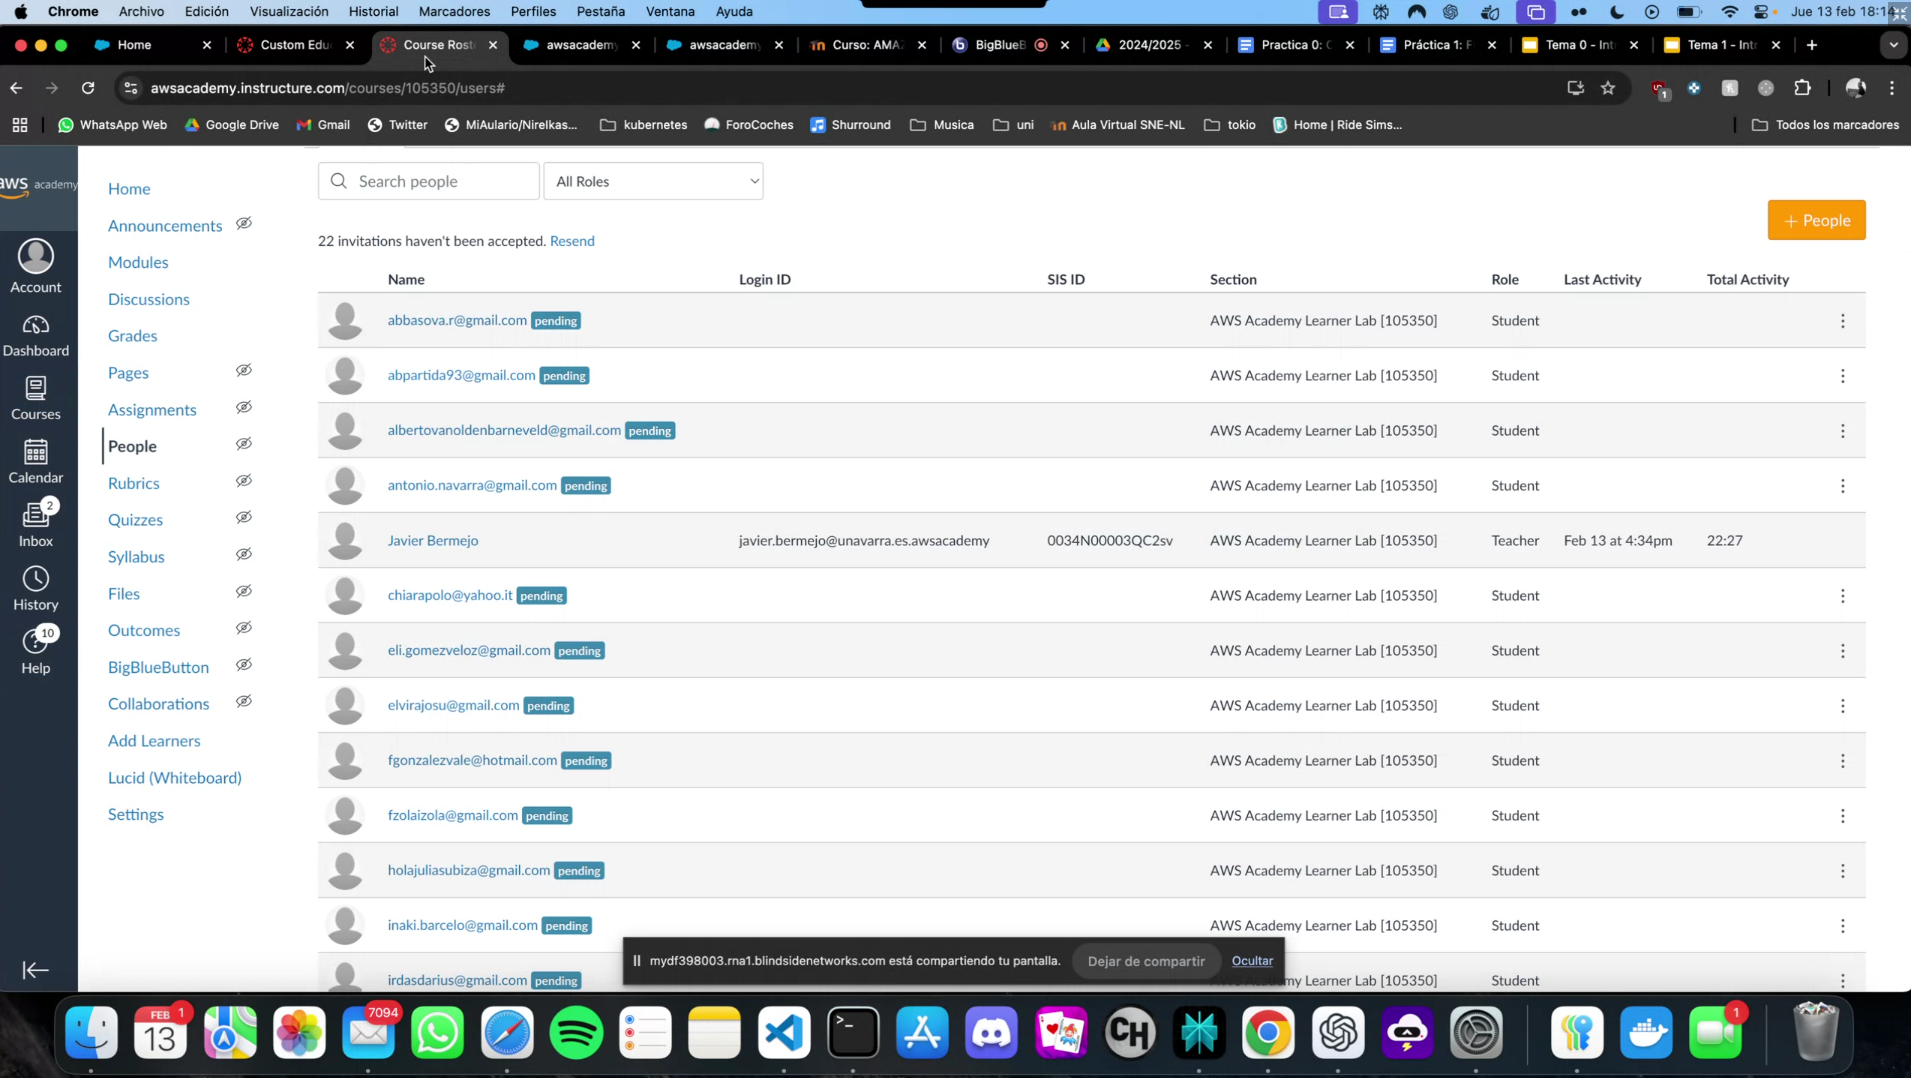 Chrome Archivo Edición Visualización Historial Marcadores Perfiles Pestaña Ventana Ayuda Jue 13 feb 18:14
Home Custom Edu Course Rost awsacademy awsacademy Curso: AMA BigBlueB 2024/2025 - Practica 0: C Práctica 1: F Tema 0 - Int Tema 1 - Intr
awsacademy.instructure.com/courses/105350/users# 1
WhatsApp Web Google Drive Gmail Twitter MiAulario/Nirelkas... kubernetes ForoCoches Shurround Musica uni Aula Virtual SNE-NL tokio Home | Ride Sims... Todos los marcadores
aws academy
Account
Dashboard
Courses
Calendar
2
Inbox
History
10
Help
Home
Announcements
Modules
Discussions
Grades
Pages
Assignments
People
Rubrics
Quizzes
Syllabus
Files
Outcomes
BigBlueButton
Collaborations
Add Learners
Lucid (Whiteboard)
Settings
Search people All Roles
+ People
22 invitations haven't been accepted. Resend
Name Login ID SIS ID Section Role Last Activity Total Activity
abbasova.r@gmail.com pending AWS Academy Learner Lab [105350] Student
abpartida93@gmail.com pending AWS Academy Learner Lab [105350] Student
albertovanoldenbarneveld@gmail.com pending AWS Academy Learner Lab [105350] Student
antonio.navarra@gmail.com pending AWS Academy Learner Lab [105350] Student
Javier Bermejo javier.bermejo@unavarra.es.awsacademy 0034N00003QC2sv AWS Academy Learner Lab [105350] Teacher Feb 13 at 4:34pm 22:27
chiarapolo@yahoo.it pending AWS Academy Learner Lab [105350] Student
eli.gomezveloz@gmail.com pending AWS Academy Learner Lab [105350] Student
elvirajosu@gmail.com pending AWS Academy Learner Lab [105350] Student
fgonzalezvale@hotmail.com pending AWS Academy Learner Lab [105350] Student
fzolaizola@gmail.com pending AWS Academy Learner Lab [105350] Student
holajuliasubiza@gmail.com pending AWS Academy Learner Lab [105350] Student
inaki.barcelo@gmail.com pending AWS Academy Learner Lab [105350] Student
irdasdarius@gmail.com pending AWS Academy Learner Lab [105350] Student
mydf398003.rna1.blindsidenetworks.com está compartiendo tu pantalla. Dejar de compartir Ocultar
FEB 1
13
7094
CH
1